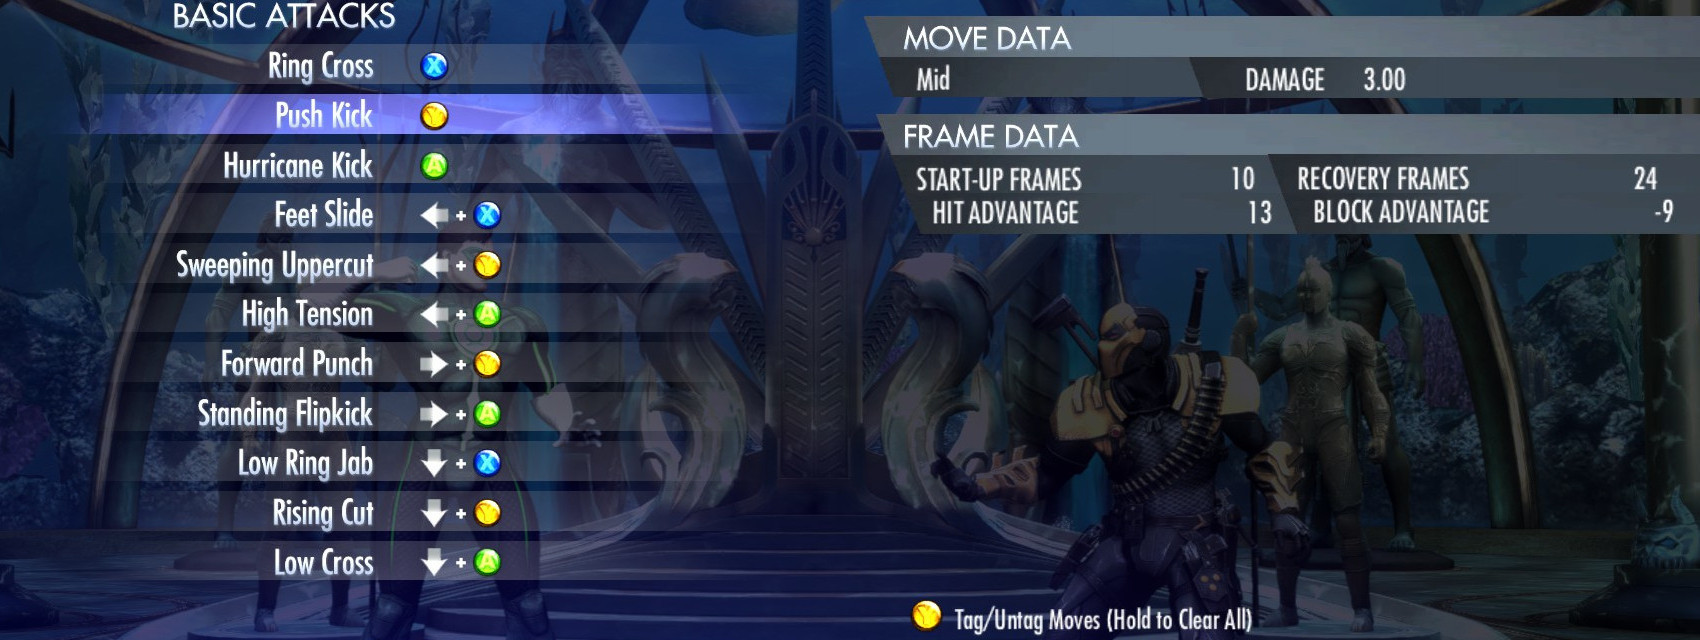 BASIC ATTACKS
Ring Cross X
Push Kick Y
Hurricane Kick A
Feet Slide + X
Sweeping Uppercut + Y
High Tension + A
Forward Punch + Y
Standing Flipkick + A
Low Ring Jab + X
Rising Cut + Y
Low Cross + A
MOVE DATA
Mid DAMAGE 3.00
FRAME DATA
START-UP FRAMES 10 RECOVERY FRAMES 24
HIT ADVANTAGE 13 BLOCK ADVANTAGE -9
Y Tag/Untag Moves (Hold to Clear All)